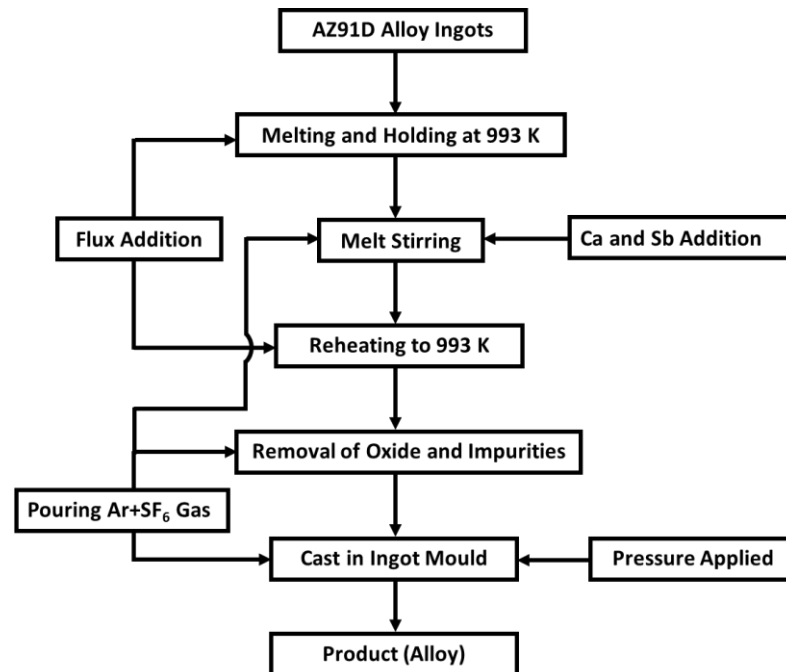 AZ91D Alloy Ingots
Melting and Holding at 993 K
Flux Addition
Melt Stirring
Ca and Sb Addition
Reheating to 993 K
Removal of Oxide and Impurities
Pouring Ar+SF₆ Gas
Cast in Ingot Mould
Pressure Applied
Product (Alloy)